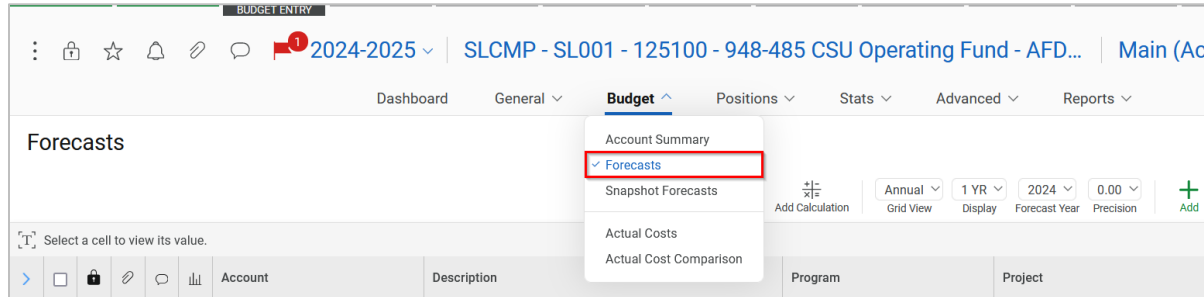 BUDGET ENTRY
1 2024-2025 SLCMP - SL001 - 125100 - 948-485 CSU Operating Fund - AFD... Main (Ac
Dashboard General Budget Positions Stats Advanced Reports
Forecasts
Account Summary
Forecasts
Snapshot Forecasts
Actual Costs
Actual Cost Comparison
Annual 1 YR 2024 0.00
Add Calculation Grid View Display Forecast Year Precision Add
[T] Select a cell to view its value.
Account Description Program Project